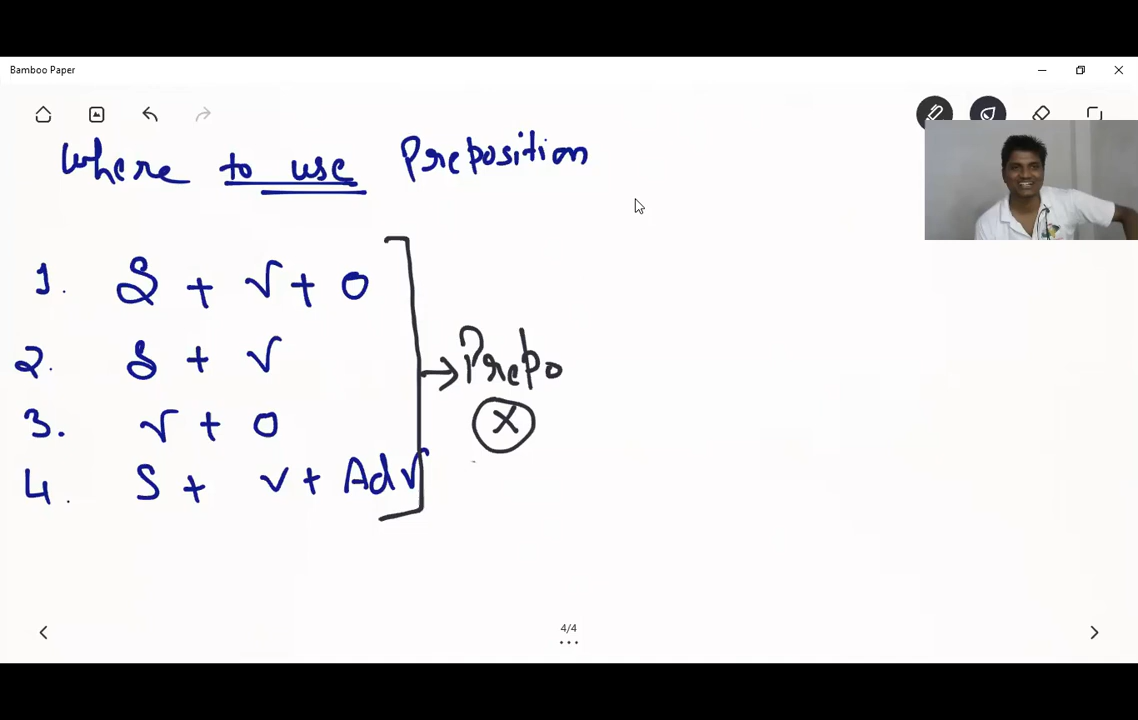 Bamboo Paper
Where to use Preposition
1. S + V + O
2. S + V
3. V + O
4. S + V + Adv
→ Prepo
X
4/4